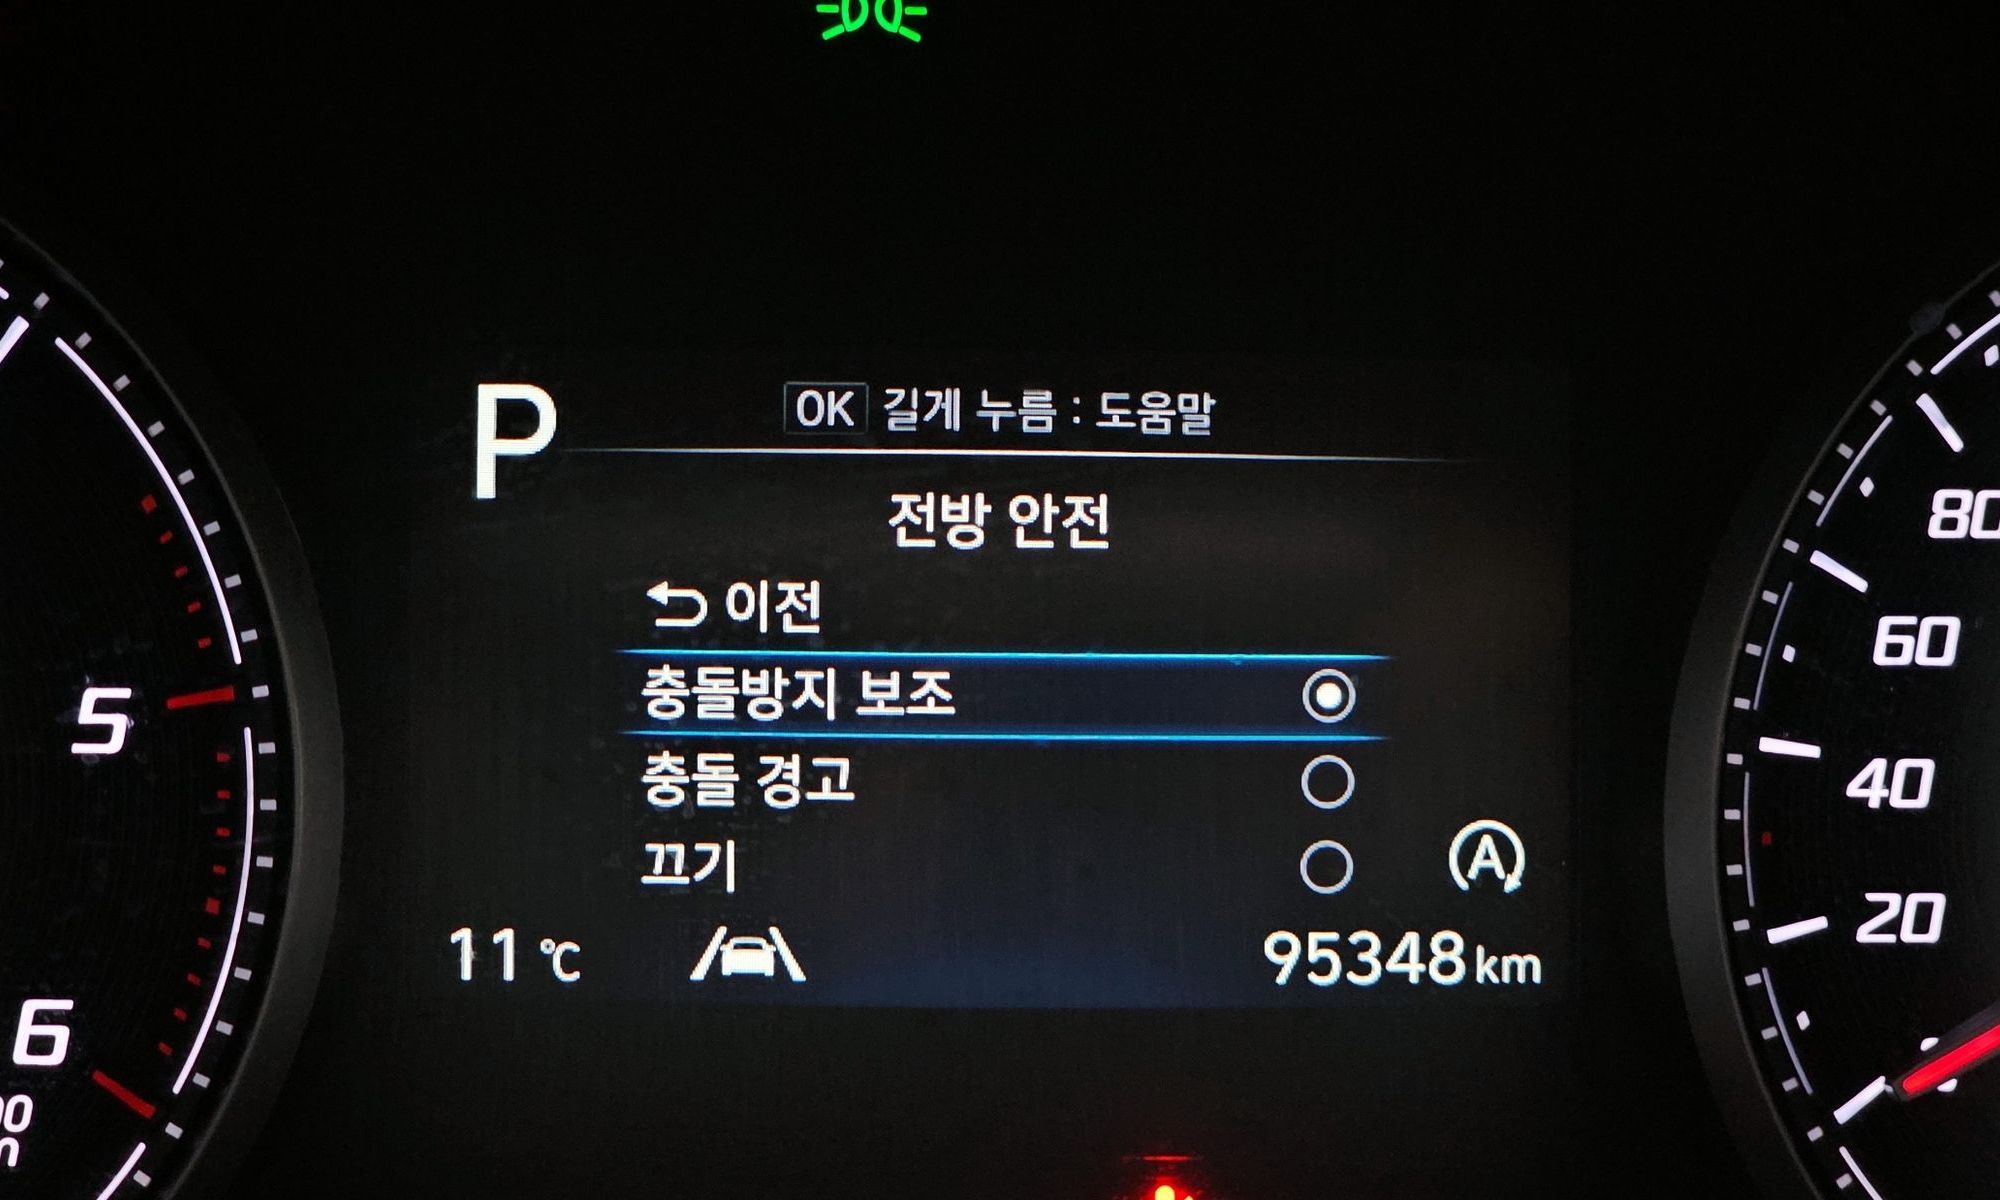 P
OK 길게 누름 : 도움말
전방 안전
이전
충돌방지 보조
충돌 경고
끄기
A
11 ℃
95348 km
5
6
80
60
40
20